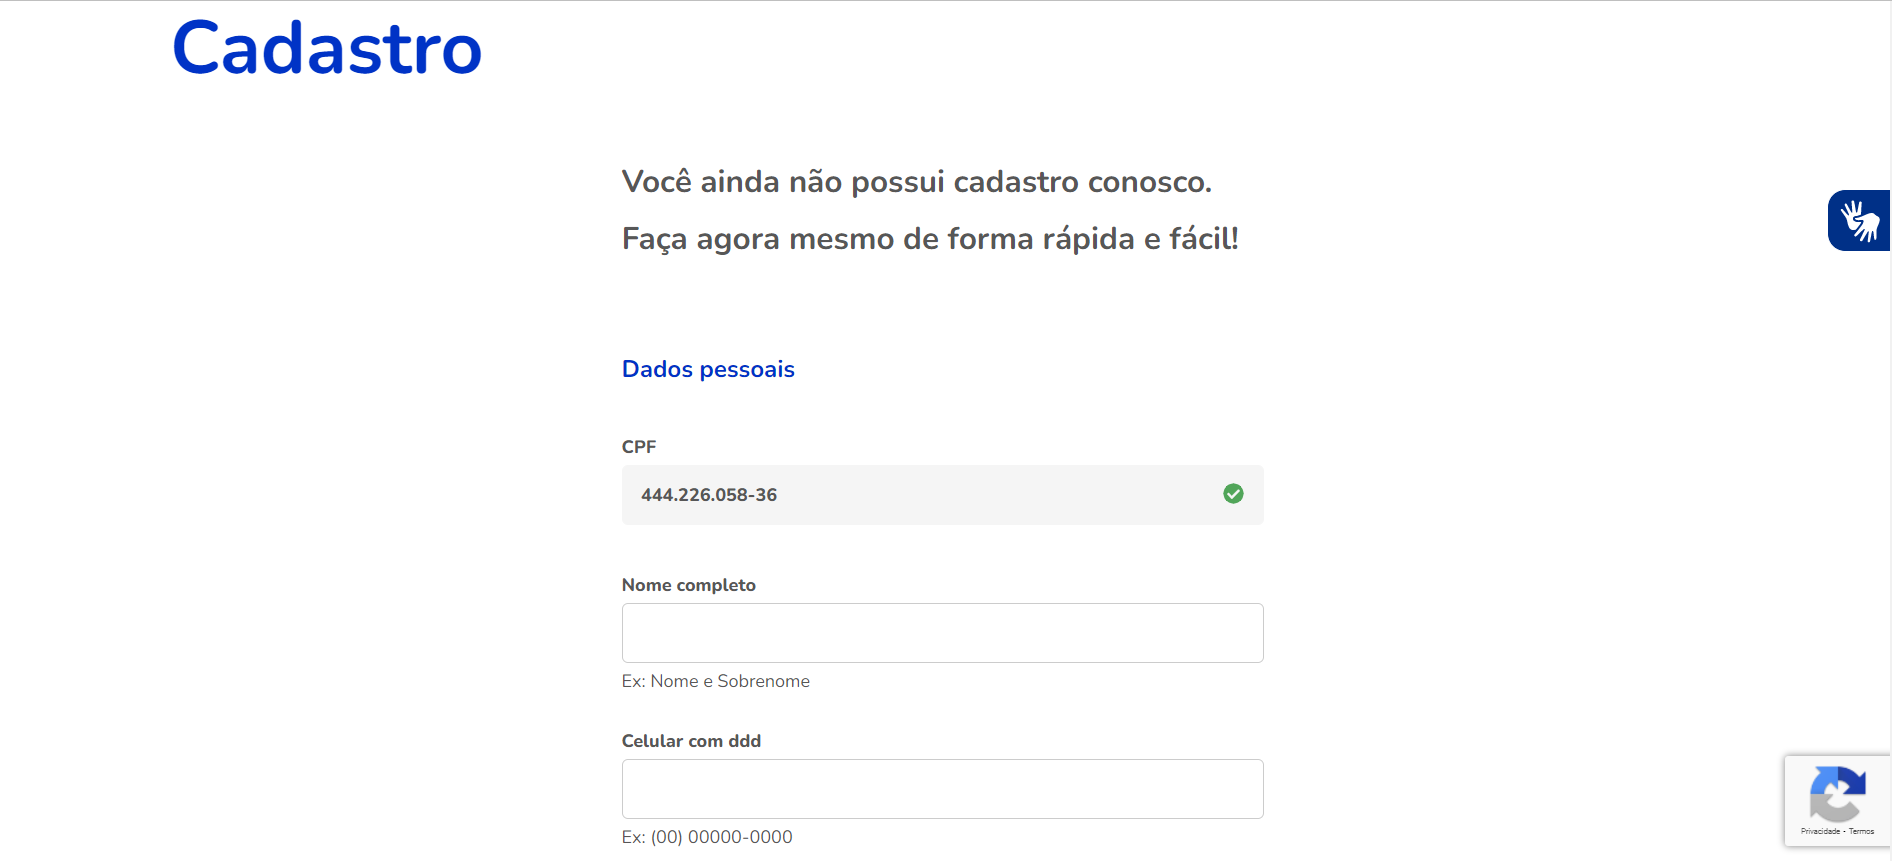 Cadastro
Você ainda não possui cadastro conosco.
Faça agora mesmo de forma rápida e fácil!
Dados pessoais
CPF
444.226.058-36
Nome completo
Ex: Nome e Sobrenome
Celular com ddd
Ex: (00) 00000-0000
Privacidade - Termos